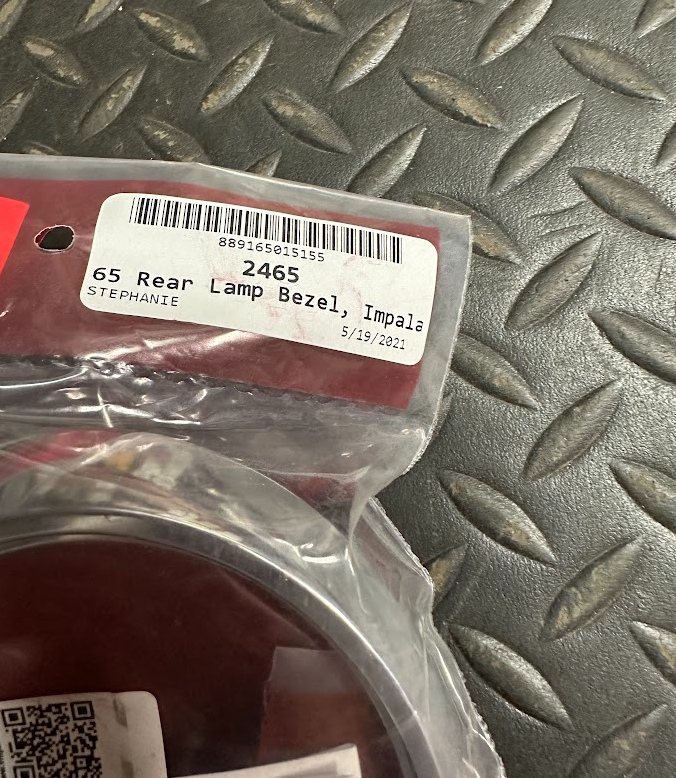 889165015155
2465
65 Rear Lamp Bezel, Impala
STEPHANIE
5/19/2021